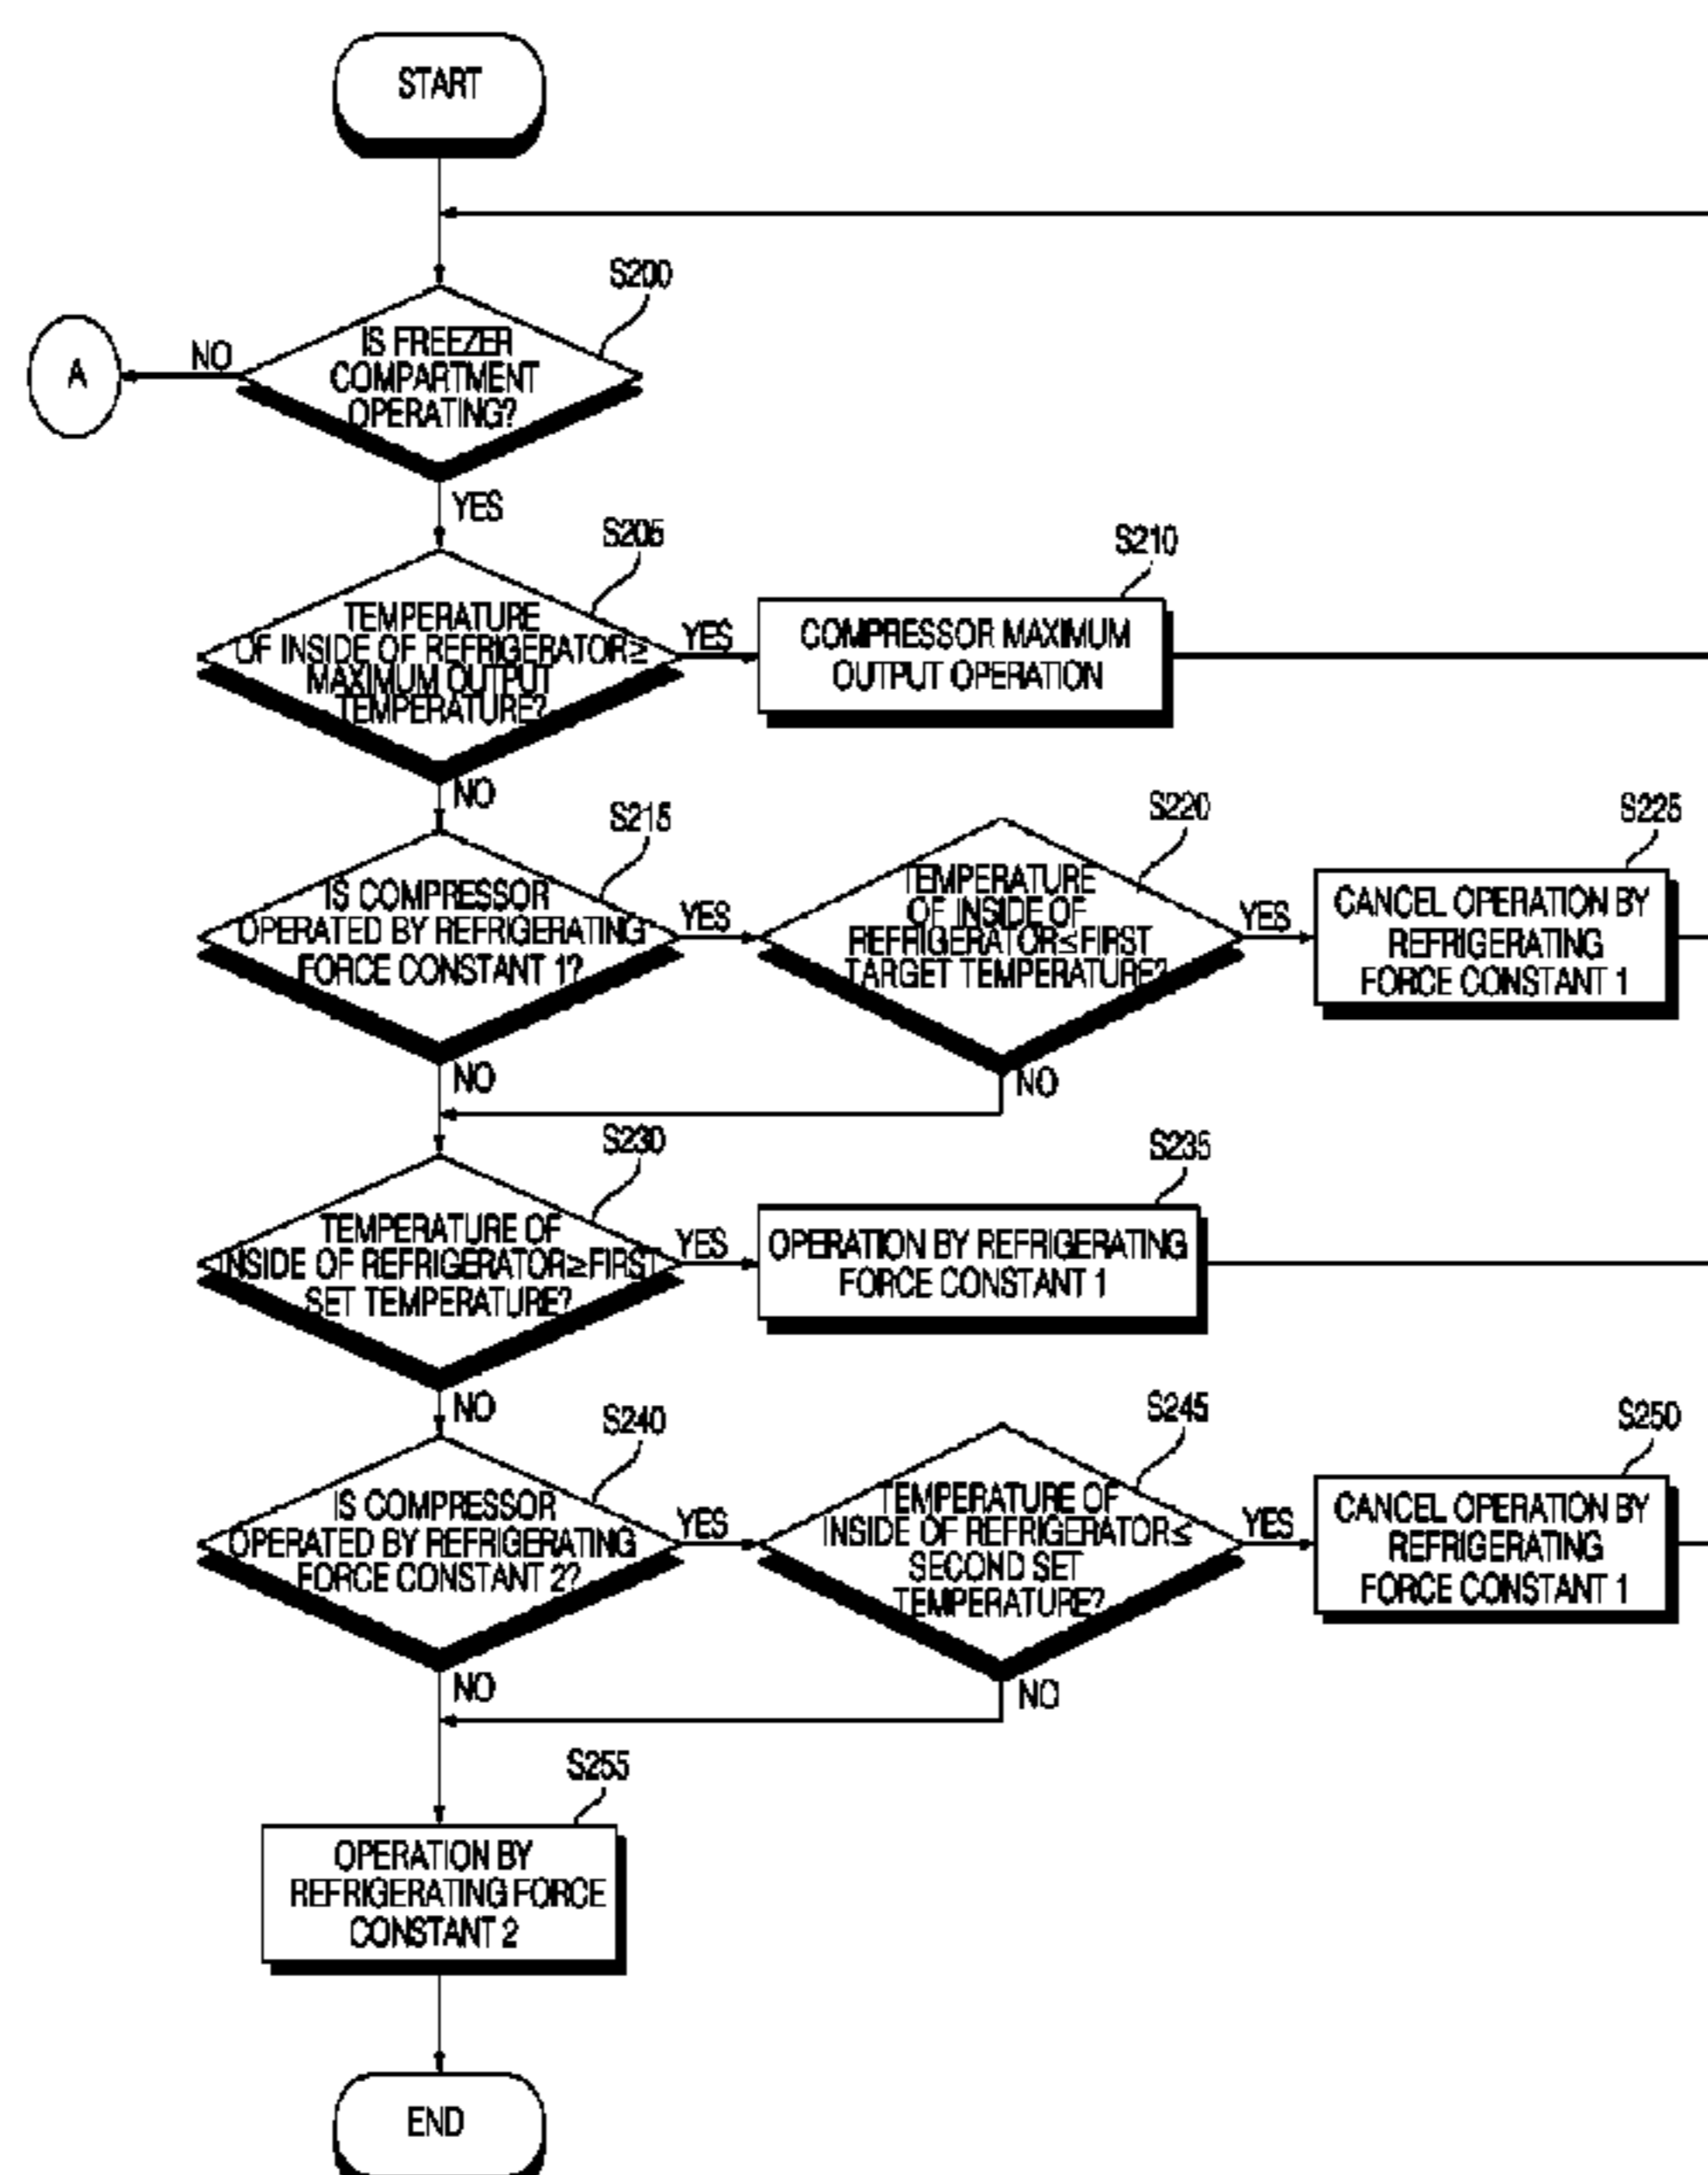 START
S200
IS FREEZER
COMPARTMENT
OPERATING?
NO
A
YES
S205
TEMPERATURE
OF INSIDE OF REFRIGERATOR≥
MAXIMUM OUTPUT
TEMPERATURE?
YES
S210
COMPRESSOR MAXIMUM
OUTPUT OPERATION
NO
S215
IS COMPRESSOR
OPERATED BY REFRIGERATING
FORCE CONSTANT 1?
YES
S220
TEMPERATURE
OF INSIDE OF
REFRIGERATOR≤FIRST
TARGET TEMPERATURE?
YES
S225
CANCEL OPERATION BY
REFRIGERATING
FORCE CONSTANT 1
NO
NO
S230
TEMPERATURE OF
INSIDE OF REFRIGERATOR≥FIRST
SET TEMPERATURE?
YES
S235
OPERATION BY REFRIGERATING
FORCE CONSTANT 1
NO
S240
IS COMPRESSOR
OPERATED BY REFRIGERATING
FORCE CONSTANT 2?
YES
S245
TEMPERATURE OF
INSIDE OF REFRIGERATOR≤
SECOND SET
TEMPERATURE?
YES
S250
CANCEL OPERATION BY
REFRIGERATING
FORCE CONSTANT 1
NO
NO
S255
OPERATION BY
REFRIGERATING FORCE
CONSTANT 2
END